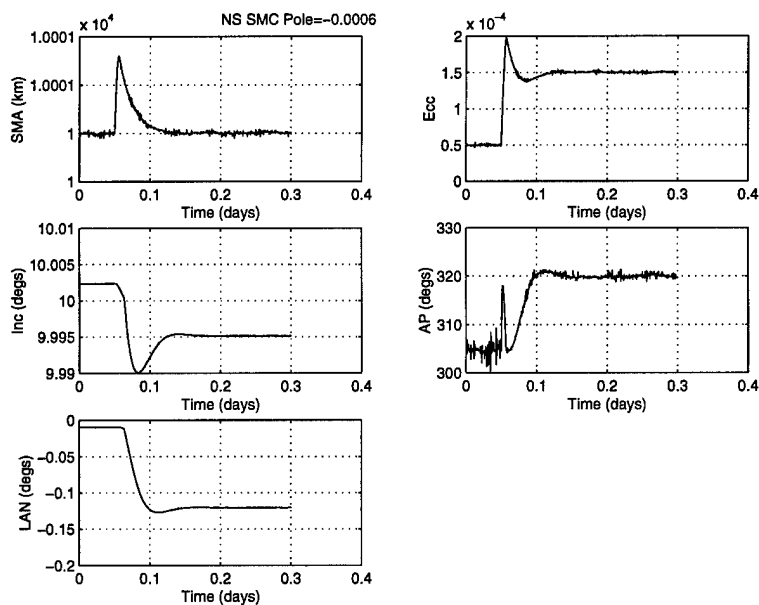 NS SMC Pole=-0.0006
x 10^4
1.0001
1.0001
1
1
SMA (km)
0 0.1 0.2 0.3 0.4
Time (days)
x 10^-4
2
1.5
1
0.5
0
Ecc
0 0.1 0.2 0.3 0.4
Time (days)
10.01
10.005
10
9.995
9.99
Inc (degs)
0 0.1 0.2 0.3 0.4
Time (days)
330
320
310
300
AP (degs)
0 0.1 0.2 0.3 0.4
Time (days)
0
-0.05
-0.1
-0.15
-0.2
LAN (degs)
0 0.1 0.2 0.3 0.4
Time (days)